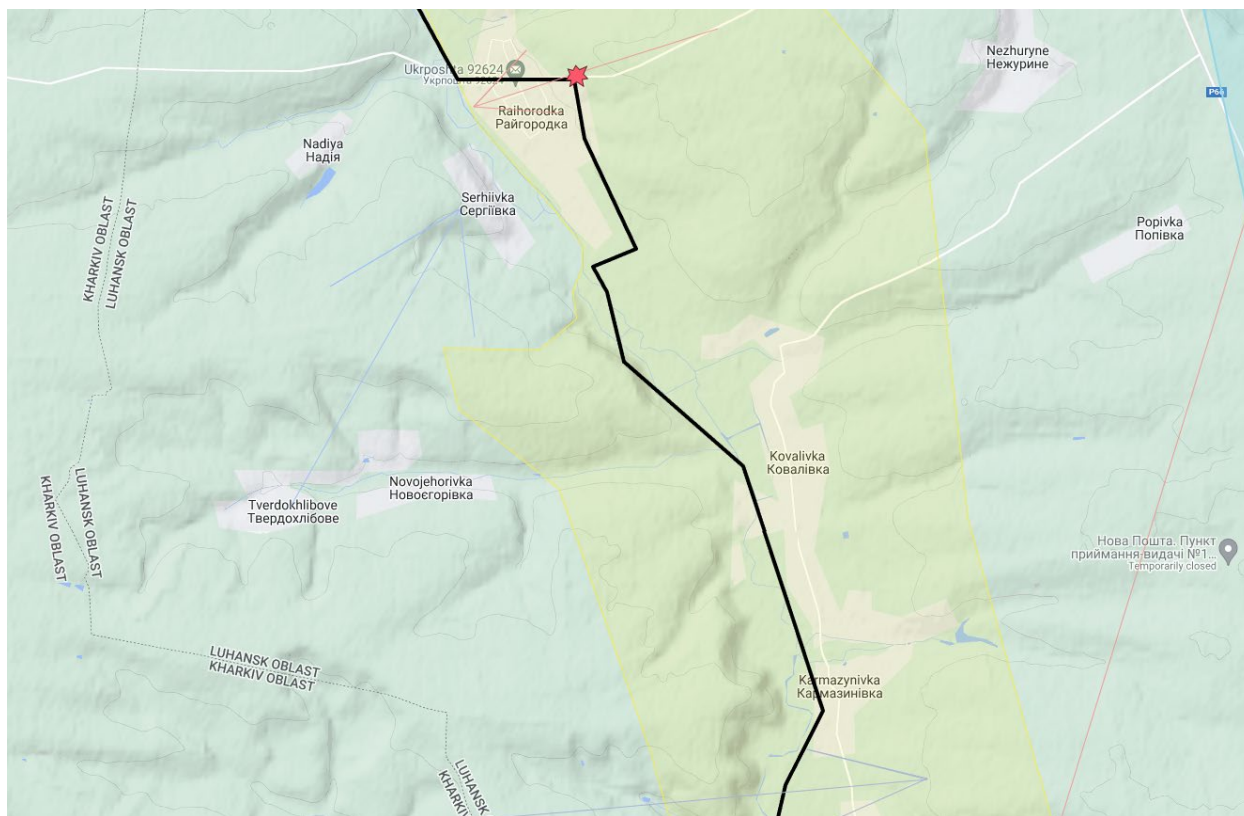 Nezhuryne
Нежурине
Ukrposhta 92624
Укрпошта 92624
P66
Raihorodka
Райгородка
Nadiya
Надія
Serhiivka
Сергіївка
KHARKIV OBLAST
LUHANSK OBLAST
Popivka
Попівка
Kovalivka
Ковалівка
Novojehorivka
Новоєгорівка
Tverdokhlibove
Твердохлібове
LUHANSK OBLAST
KHARKIV OBLAST
Нова Пошта. Пункт
приймання видачі №1...
Temporarily closed
LUHANSK OBLAST
KHARKIV OBLAST
Karmazynivka
Кармазинівка
LUHANSK
KHARKIV